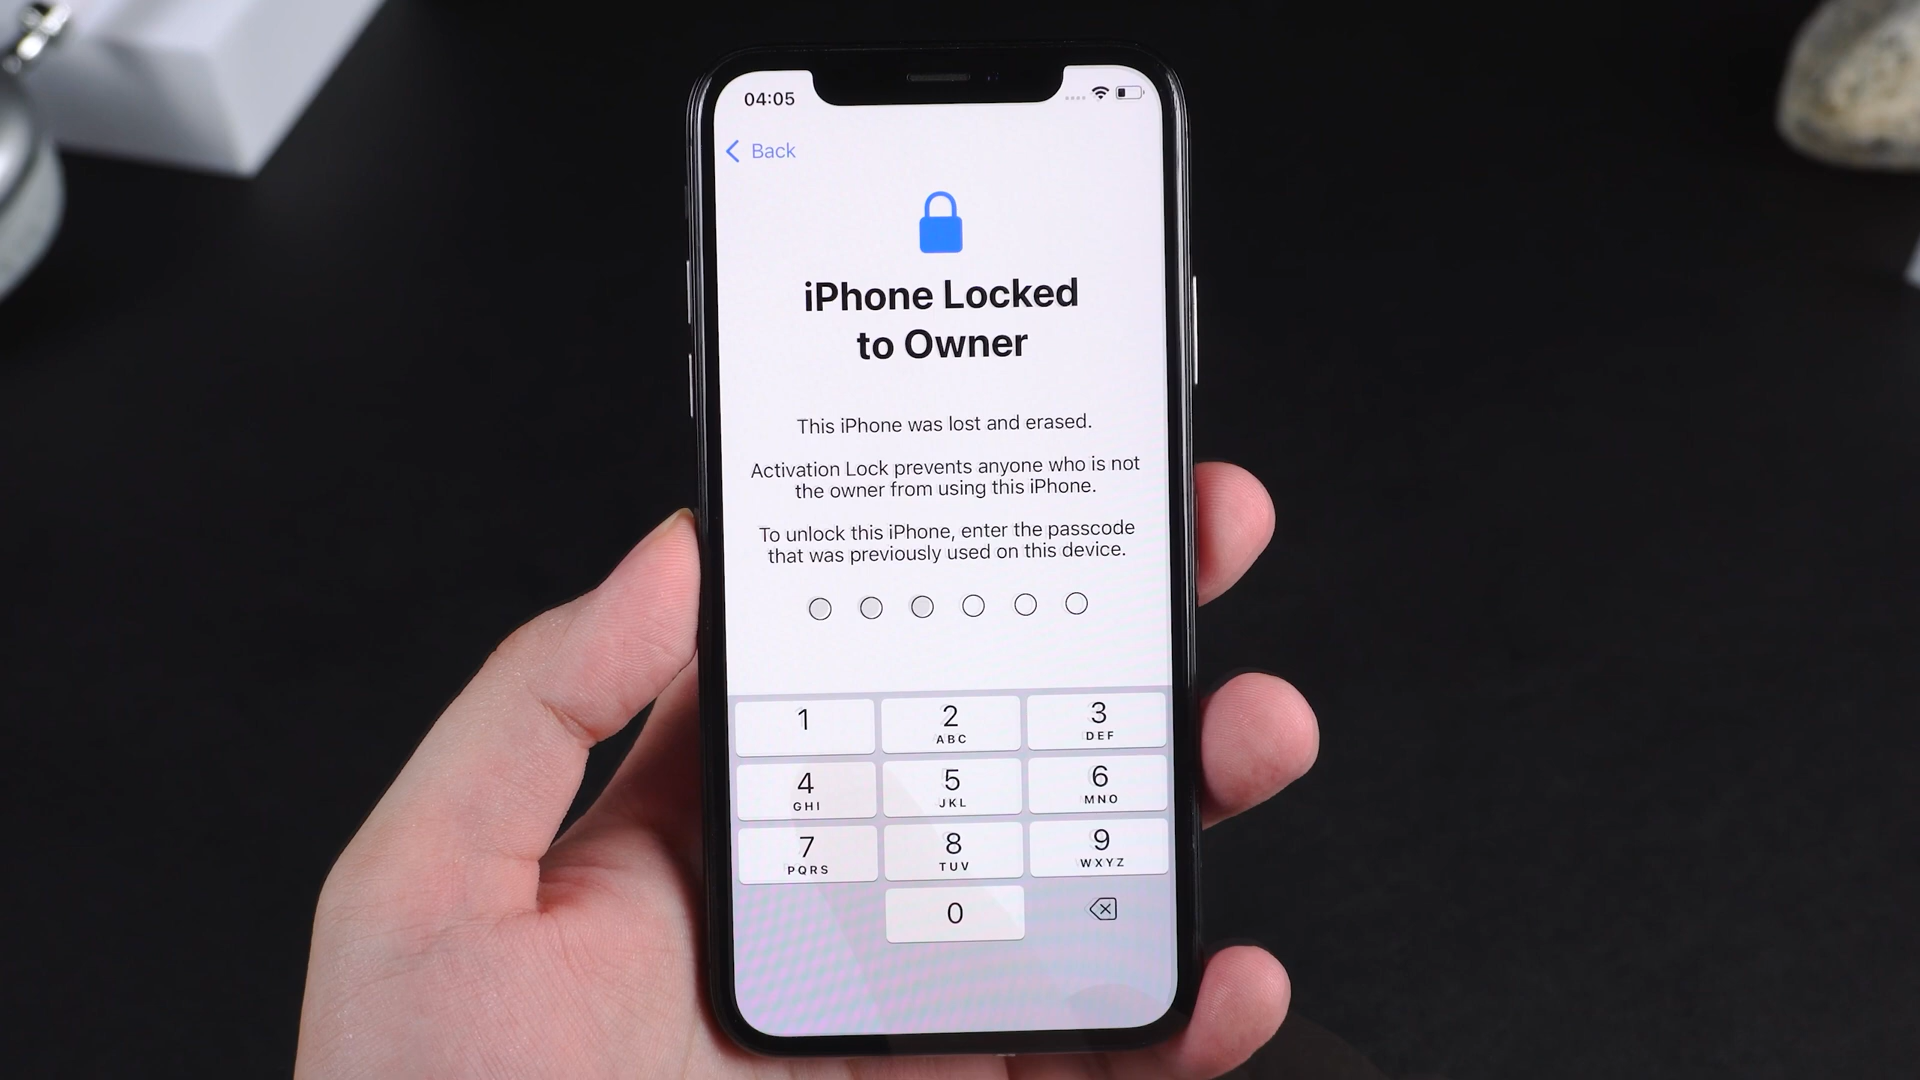 04:05
Back
iPhone Locked
to Owner
This iPhone was lost and erased.
Activation Lock prevents anyone who is not
the owner from using this iPhone.
To unlock this iPhone, enter the passcode
that was previously used on this device.
1
2
3
ABC
DEF
4
5
6
GHI
JKL
MNO
7
8
9
PQRS
TUV
WXYZ
0